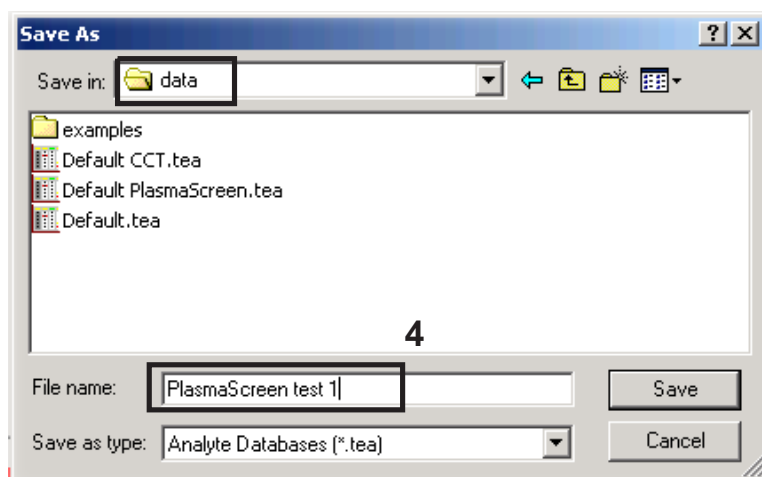 Save As
Save in: data
examples
Default CCT.tea
Default PlasmaScreen.tea
Default.tea
4
File name: PlasmaScreen test 1 Save
Save as type: Analyte Databases (*.tea) Cancel